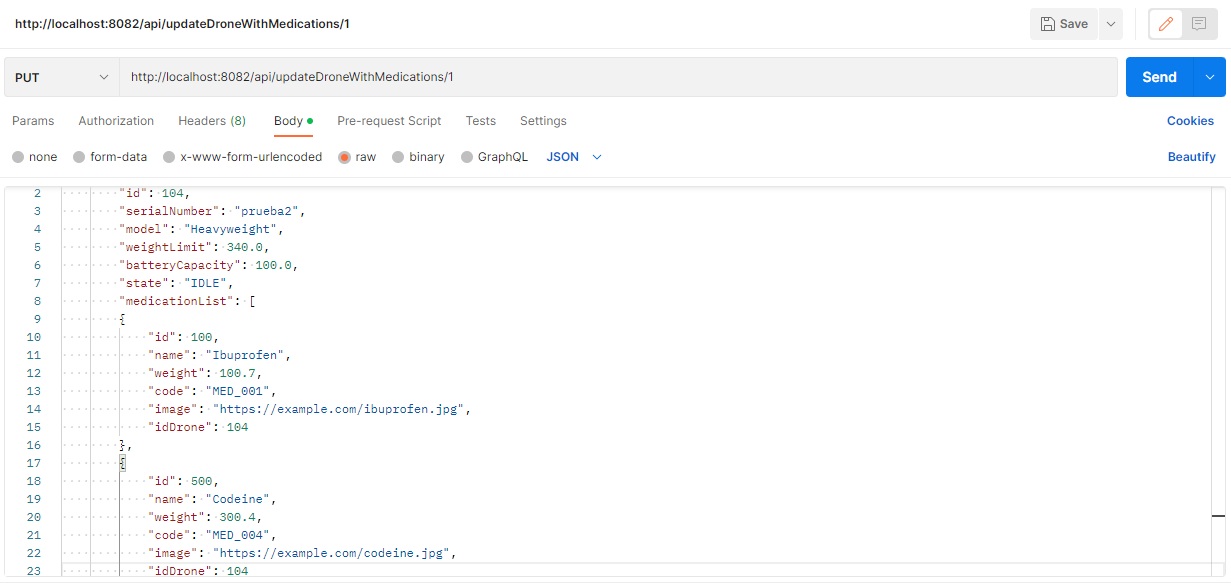 http://localhost:8082/api/updateDroneWithMedications/1 Save
PUT http://localhost:8082/api/updateDroneWithMedications/1 Send
Params Authorization Headers (8) Body Pre-request Script Tests Settings Cookies
none form-data x-www-form-urlencoded raw binary GraphQL JSON Beautify
2 "id": 104,
3 "serialNumber": "prueba2",
4 "model": "Heavyweight",
5 "weightLimit": 340.0,
6 "batteryCapacity": 100.0,
7 "state": "IDLE",
8 "medicationList": [
9 {
10 "id": 100,
11 "name": "Ibuprofen",
12 "weight": 100.7,
13 "code": "MED_001",
14 "image": "https://example.com/ibuprofen.jpg",
15 "idDrone": 104
16 },
17 {
18 "id": 500,
19 "name": "Codeine",
20 "weight": 300.4,
21 "code": "MED_004",
22 "image": "https://example.com/codeine.jpg",
23 "idDrone": 104